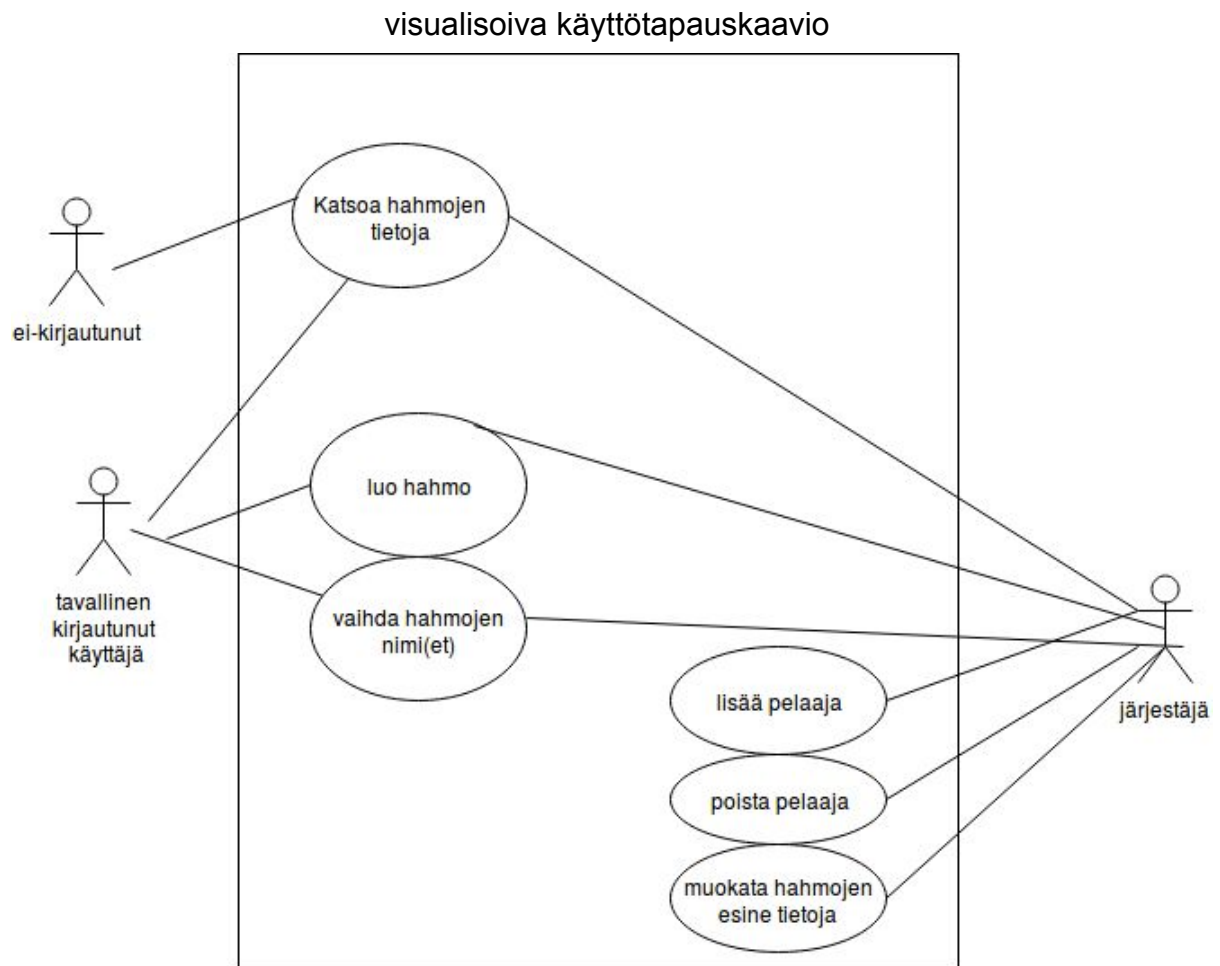 visualisoiva käyttötapauskaavio
Katsoa hahmojen
tietoja
ei-kirjautunut
luo hahmo
tavallinen
kirjautunut
käyttäjä
vaihda hahmojen
nimi(et)
lisää pelaaja
järjestäjä
poista pelaaja
muokata hahmojen
esine tietoja